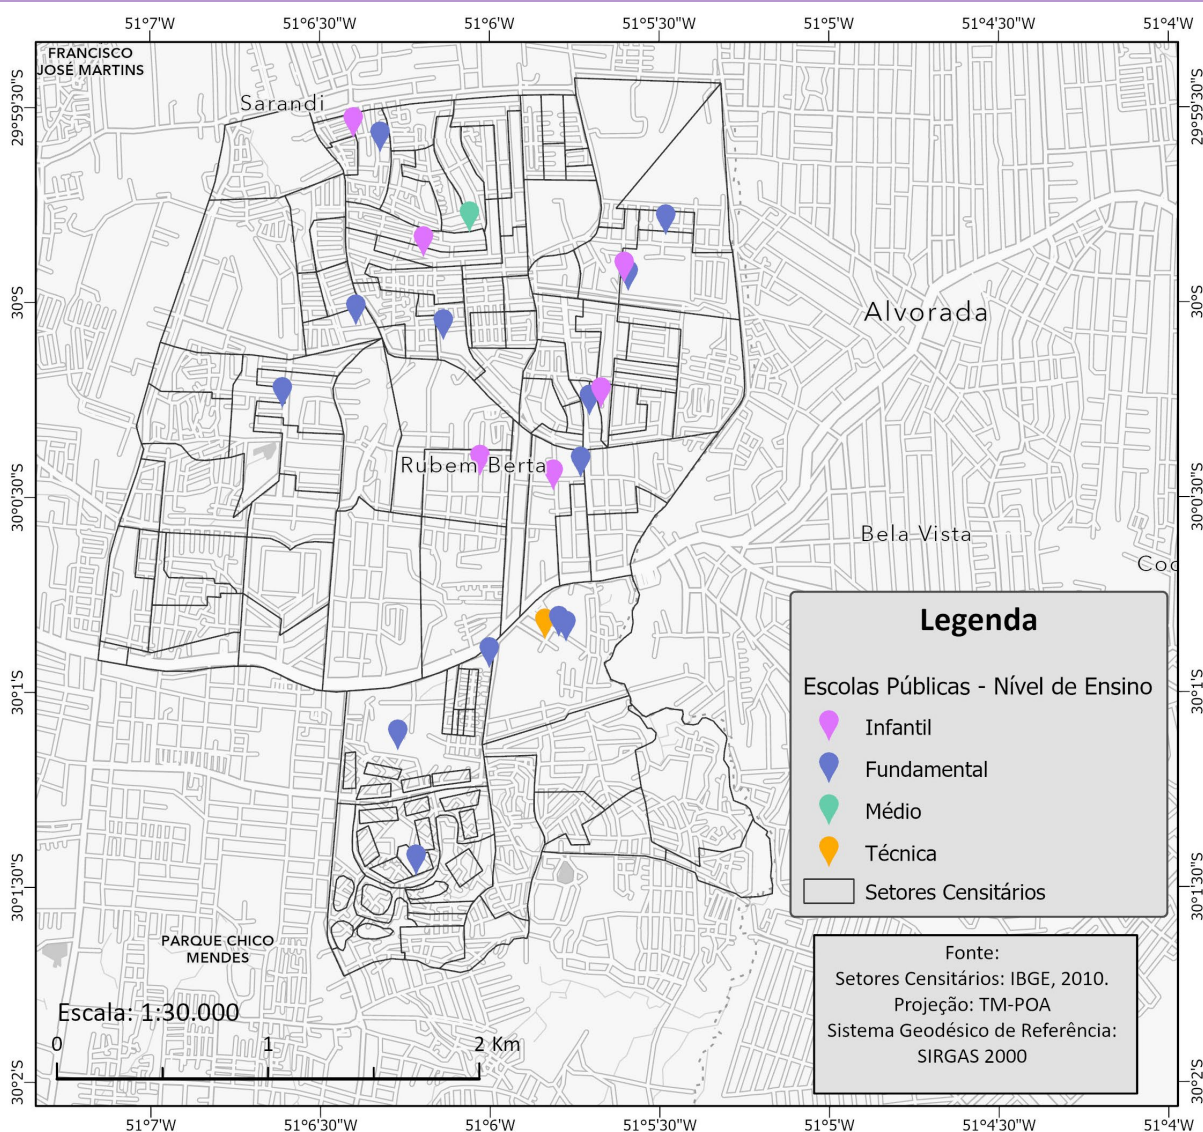 51°7'W 51°6'30"W 51°6'W 51°5'30"W 51°5'W 51°4'30"W 51°4'W
FRANCISCO
JOSÉ MARTINS
Sarandi
29°59'30"S
29°59'30"S
30°S
30°S
Alvorada
Rubem Berta
30°0'30"S
30°0'30"S
Bela Vista
Coc
Legenda
Escolas Públicas - Nível de Ensino
Infantil
Fundamental
Médio
Técnica
Setores Censitários
30°1'S
30°1'S
30°1'30"S
30°1'30"S
PARQUE CHICO
MENDES
Fonte:
Setores Censitários: IBGE, 2010.
Projeção: TM-POA
Sistema Geodésico de Referência:
SIRGAS 2000
Escala: 1:30.000
0 1 2 Km
30°2'S
30°2'S
51°7'W 51°6'30"W 51°6'W 51°5'30"W 51°5'W 51°4'30"W 51°4'W